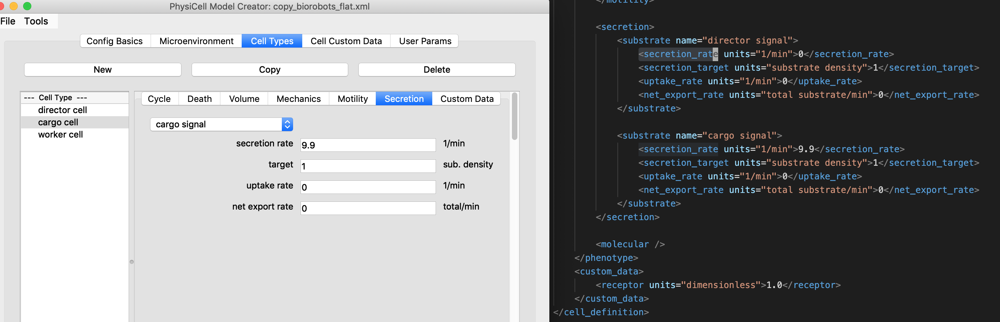 PhysiCell Model Creator: copy_biorobots_flat.xml
File Tools
Config Basics Microenvironment Cell Types Cell Custom Data User Params
New Copy Delete
--- Cell Type ---
director cell
cargo cell
worker cell
Cycle Death Volume Mechanics Motility Secretion Custom Data
cargo signal
secretion rate 9.9 1/min
target 1 sub. density
uptake rate 0 1/min
net export rate 0 total/min
</motility>
<secretion>
<substrate name="director signal">
<secretion_rate units="1/min">0</secretion_rate>
<secretion_target units="substrate density">1</secretion_target>
<uptake_rate units="1/min">0</uptake_rate>
<net_export_rate units="total substrate/min">0</net_export_rate>
</substrate>
<substrate name="cargo signal">
<secretion_rate units="1/min">9.9</secretion_rate>
<secretion_target units="substrate density">1</secretion_target>
<uptake_rate units="1/min">0</uptake_rate>
<net_export_rate units="total substrate/min">0</net_export_rate>
</substrate>
</secretion>
<molecular />
</phenotype>
<custom_data>
<receptor units="dimensionless">1.0</receptor>
</custom_data>
</cell_definition>